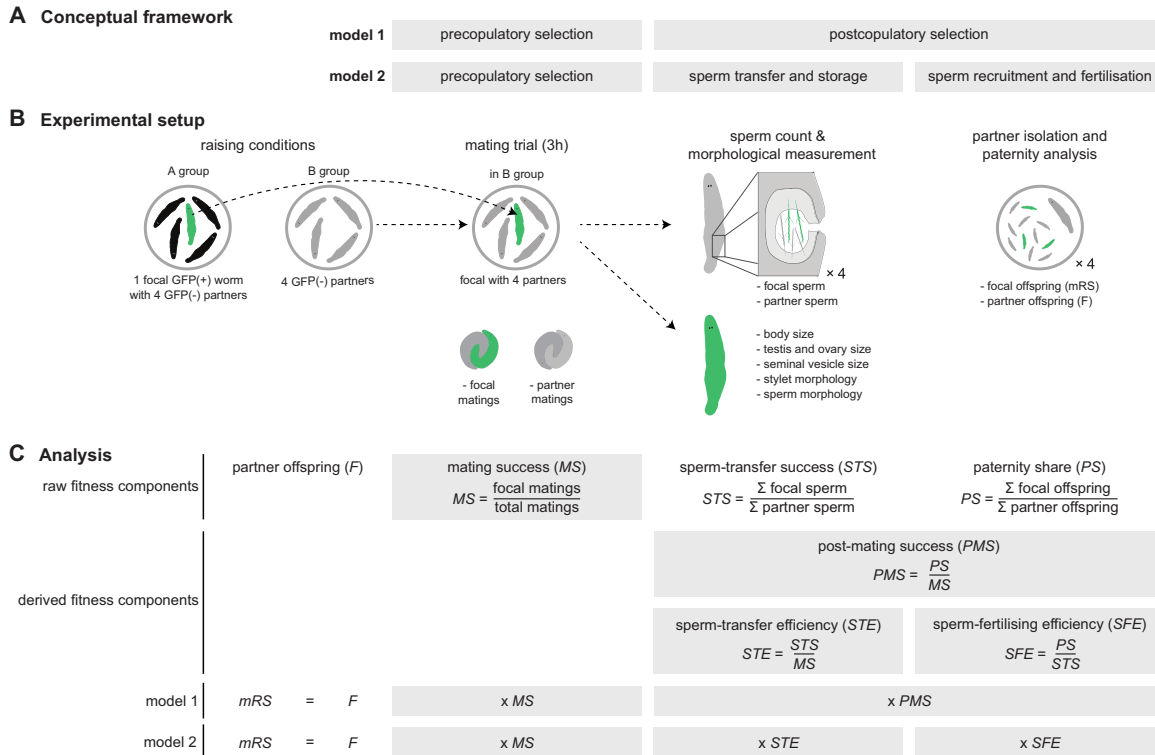 A Conceptual framework
model 1 precopulatory selection postcopulatory selection
model 2 precopulatory selection sperm transfer and storage sperm recruitment and fertilisation
B Experimental setup
raising conditions
A group
B group
1 focal GFP(+) worm
with 4 GFP(-) partners
4 GFP(-) partners
mating trial (3h)
in B group
focal with 4 partners
- focal
matings
- partner
matings
sperm count &
morphological measurement
× 4
- focal sperm
- partner sperm
- body size
- testis and ovary size
- seminal vesicle size
- stylet morphology
- sperm morphology
partner isolation and
paternity analysis
× 4
- focal offspring (mRS)
- partner offspring (F)
C Analysis
raw fitness components
partner offspring (F)
mating success (MS)
MS = focal matings / total matings
sperm-transfer success (STS)
STS = Σ focal sperm / Σ partner sperm
paternity share (PS)
PS = Σ focal offspring / Σ partner offspring
derived fitness components
post-mating success (PMS)
PMS = PS / MS
sperm-transfer efficiency (STE)
STE = STS / MS
sperm-fertilising efficiency (SFE)
SFE = PS / STS
model 1 mRS = F x MS x PMS
model 2 mRS = F x MS x STE x SFE